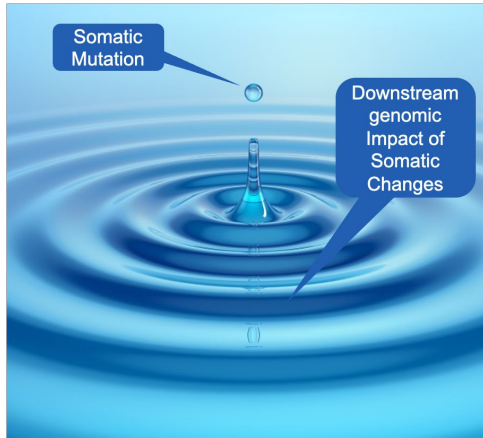 Somatic
Mutation
Downstream
genomic
Impact of
Somatic
Changes